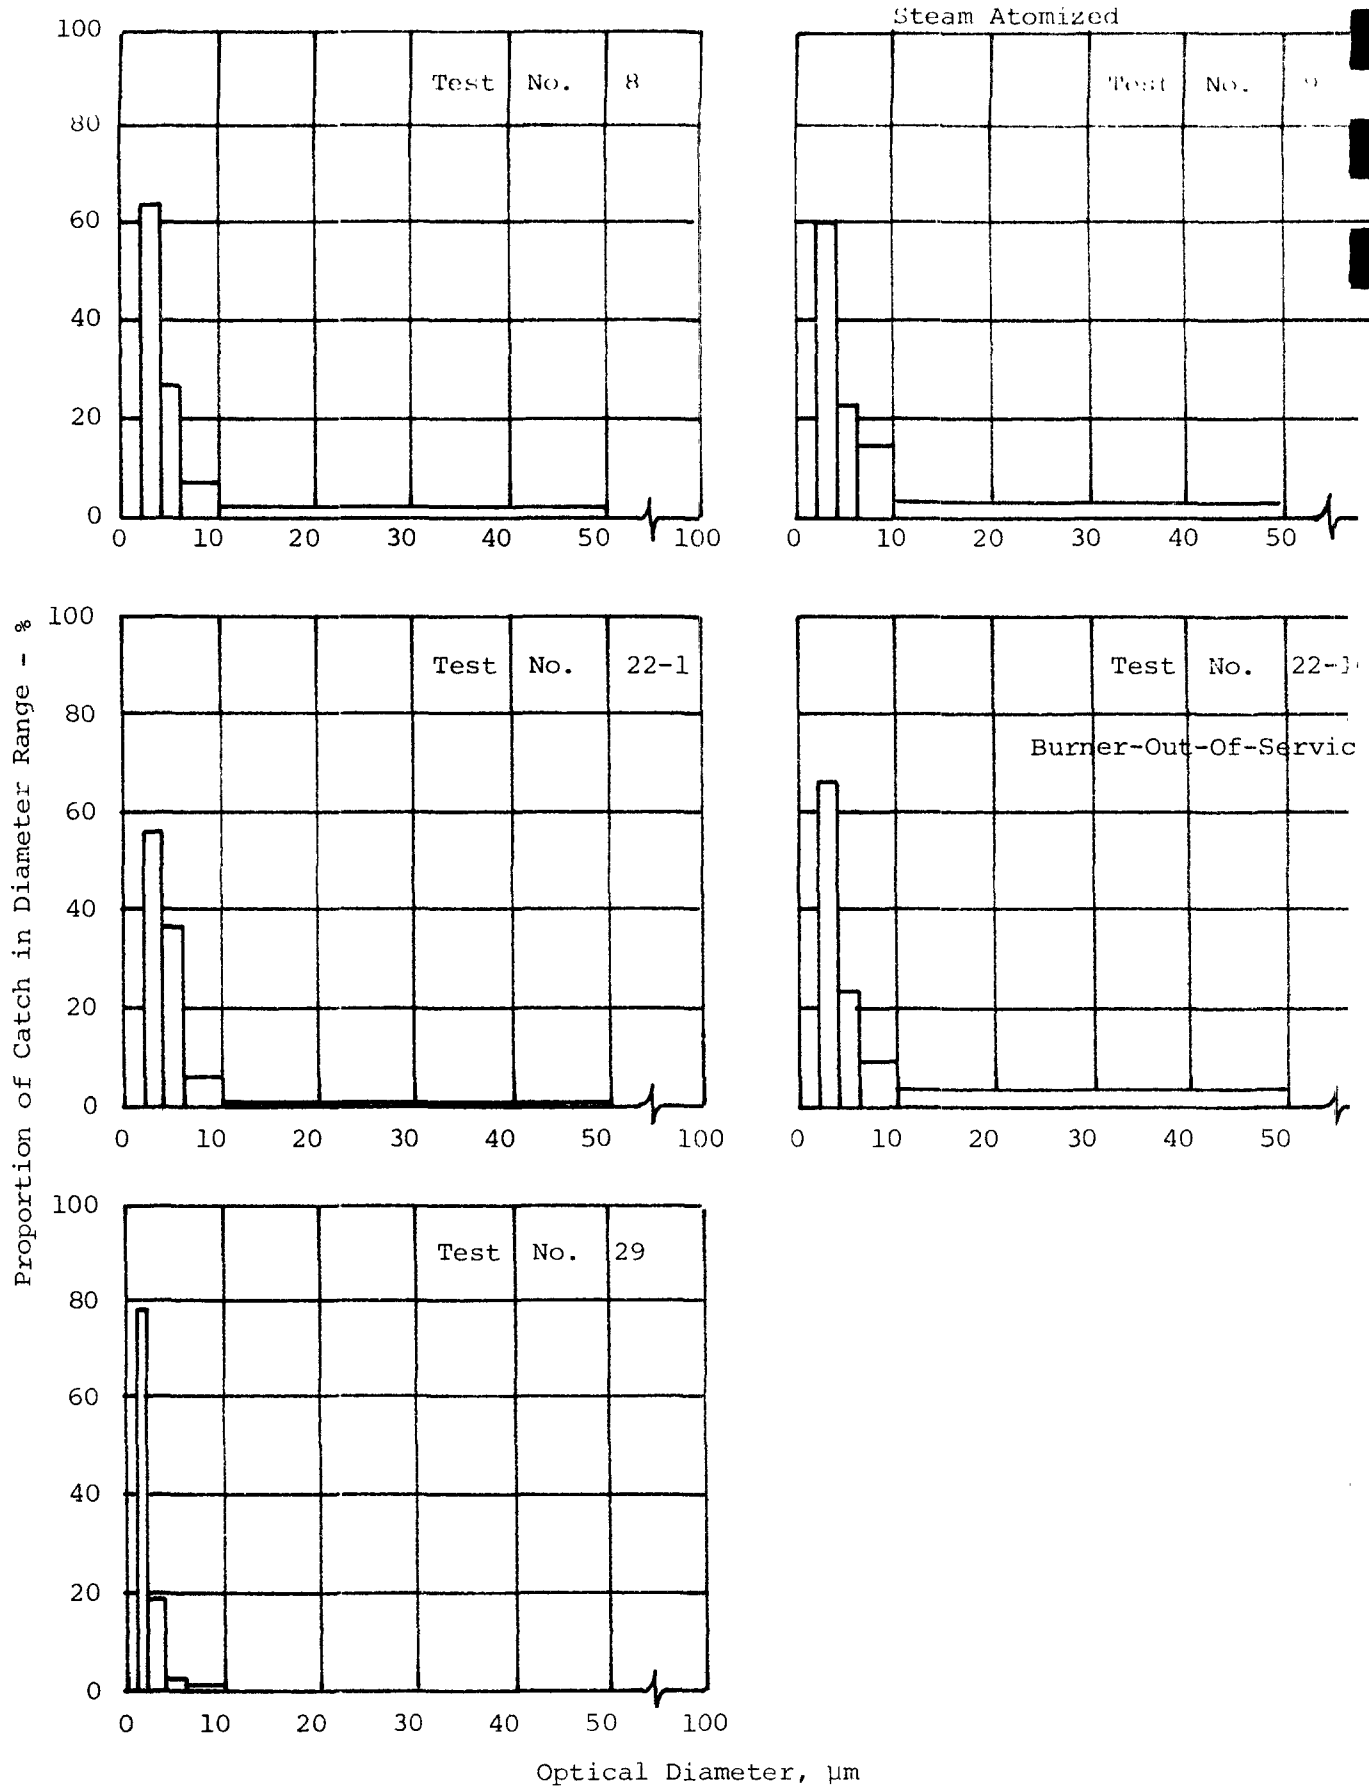 Steam Atomized
100
80
60
40
20
0
Test No. 8
0 10 20 30 40 50 100
Test No. 9
0 10 20 30 40 50
Proportion of Catch in Diameter Range - %
100
80
60
40
20
0
Test No. 22-1
0 10 20 30 40 50 100
Test No.
Burner-Out-Of-Servic
0 10 20 30 40 50
100
80
60
40
20
0
Test No. 29
0 10 20 30 40 50 100
Optical Diameter, μm